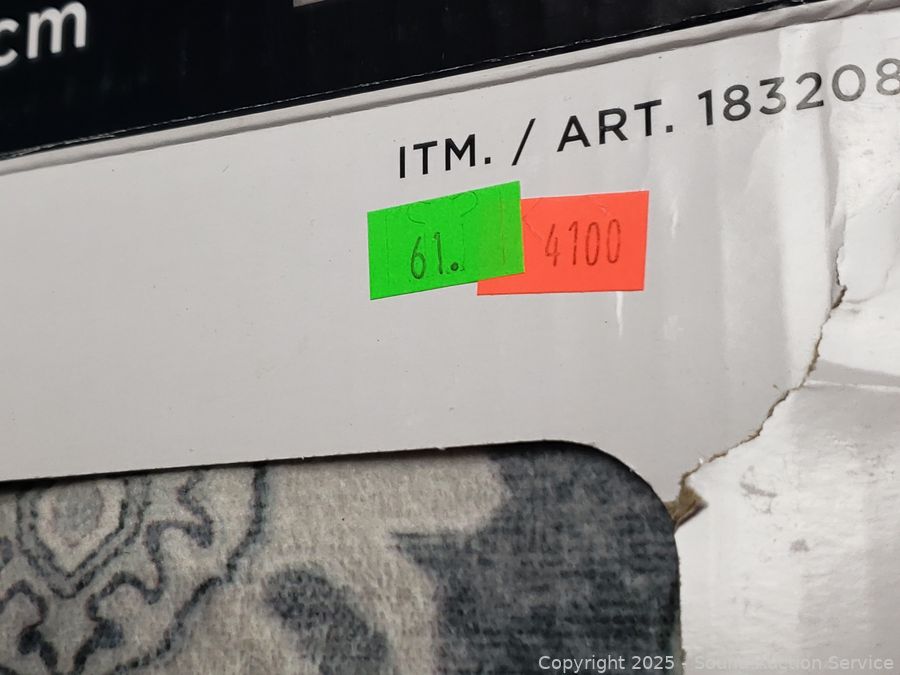 cm
ITM. / ART. 183208
61.
4100
Copyright 2025 - Sound Auction Service